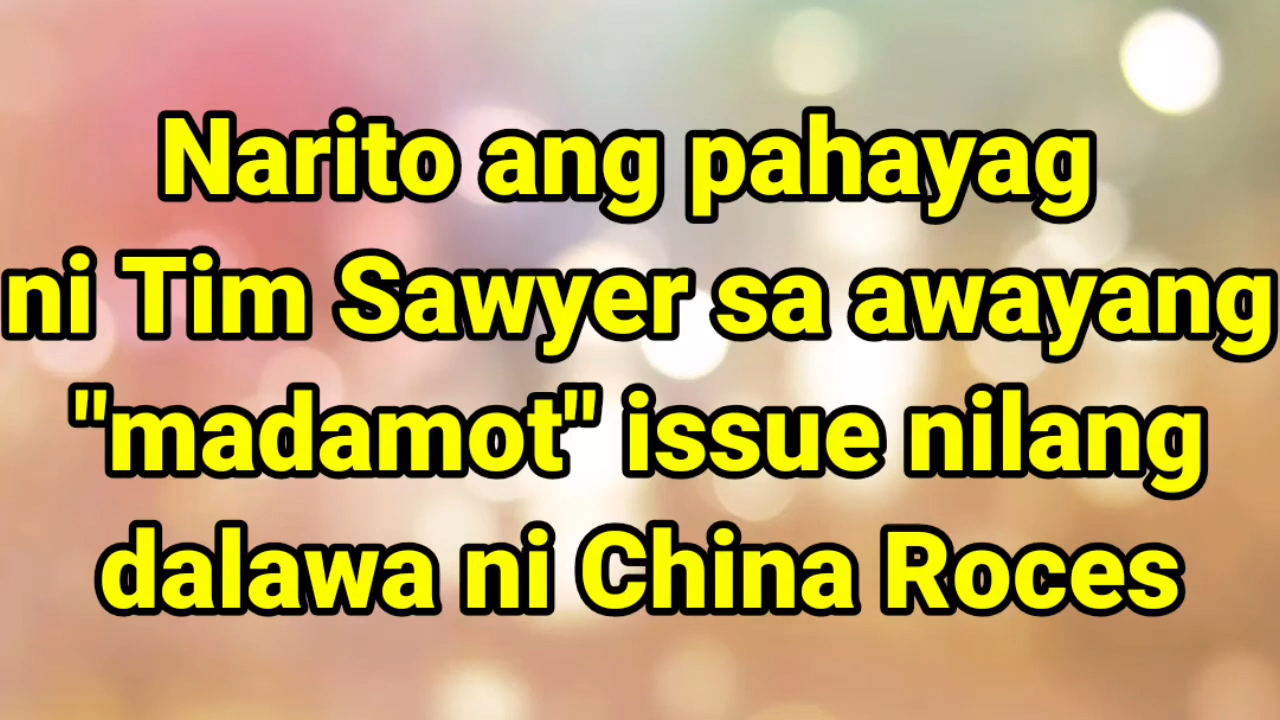 Narito ang pahayag
ni Tim Sawyer sa awayang
"madamot" issue nilang
dalawa ni China Roces